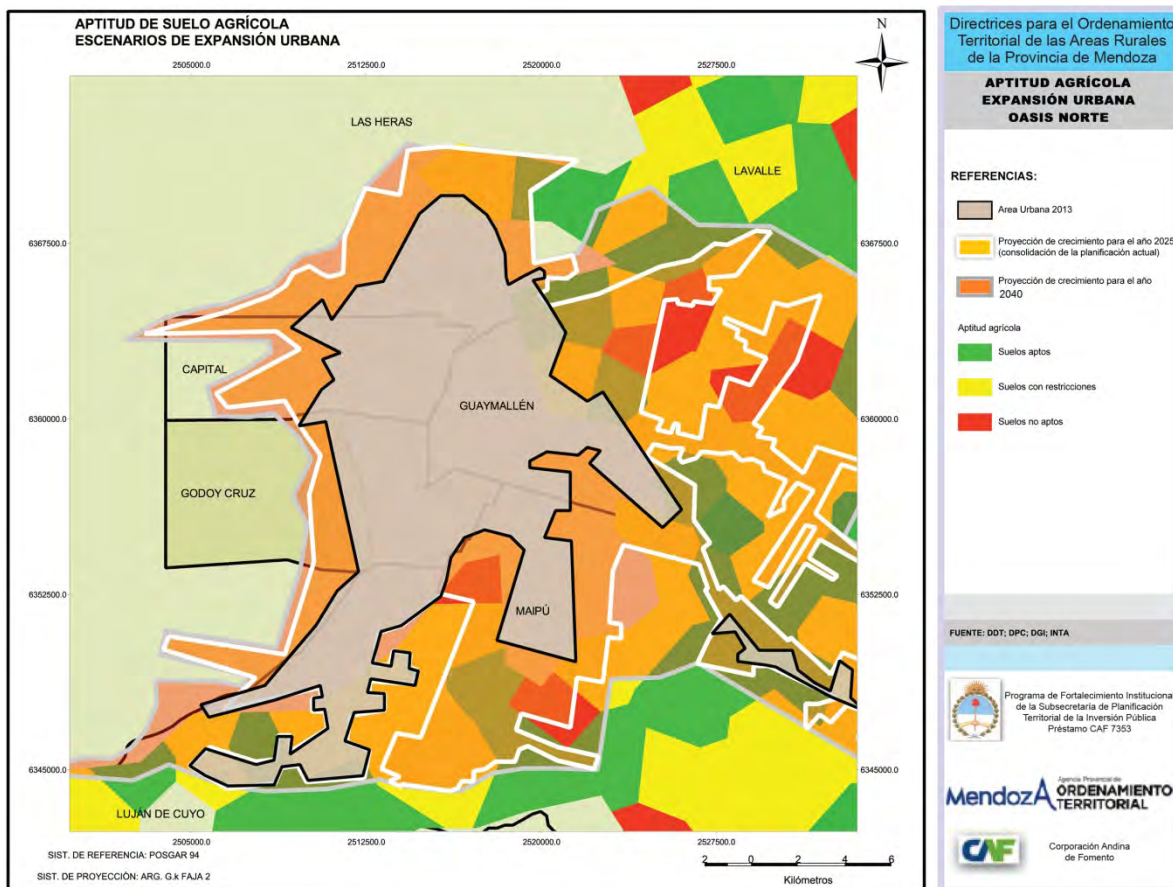 APTITUD DE SUELO AGRÍCOLA
ESCENARIOS DE EXPANSIÓN URBANA
N
2505000.0
2512500.0
2520000.0
2527500.0
LAS HERAS
LAVALLE
6367500.0
6367500.0
CAPITAL
GUAYMALLÉN
6360000.0
6360000.0
GODOY CRUZ
6352500.0
6352500.0
MAIPÚ
6345000.0
6345000.0
LUJÁN DE CUYO
2505000.0
2512500.0
2520000.0
2527500.0
SIST. DE REFERENCIA: POSGAR 94
SIST. DE PROYECCIÓN: ARG. G.k FAJA 2
2 0 2 4 6
Kilómetros
Directrices para el Ordenamiento
Territorial de las Areas Rurales
de la Provincia de Mendoza
APTITUD AGRÍCOLA
EXPANSIÓN URBANA
OASIS NORTE
REFERENCIAS:
Area Urbana 2013
Proyección de crecimiento para el año 2025
(consolidación de la planificación actual)
Proyección de crecimiento para el año
2040
Aptitud agrícola
Suelos aptos
Suelos con restricciones
Suelos no aptos
FUENTE: DDT; DPC; DGI; INTA
Programa de Fortalecimiento Instituciona
de la Subsecretaria de Planificación
Territorial de la Inversión Pública
Préstamo CAF 7353
Agencia Provincial de
MendozA ORDENAMIENTO
TERRITORIAL
CAF
Corporación Andina
de Fomento